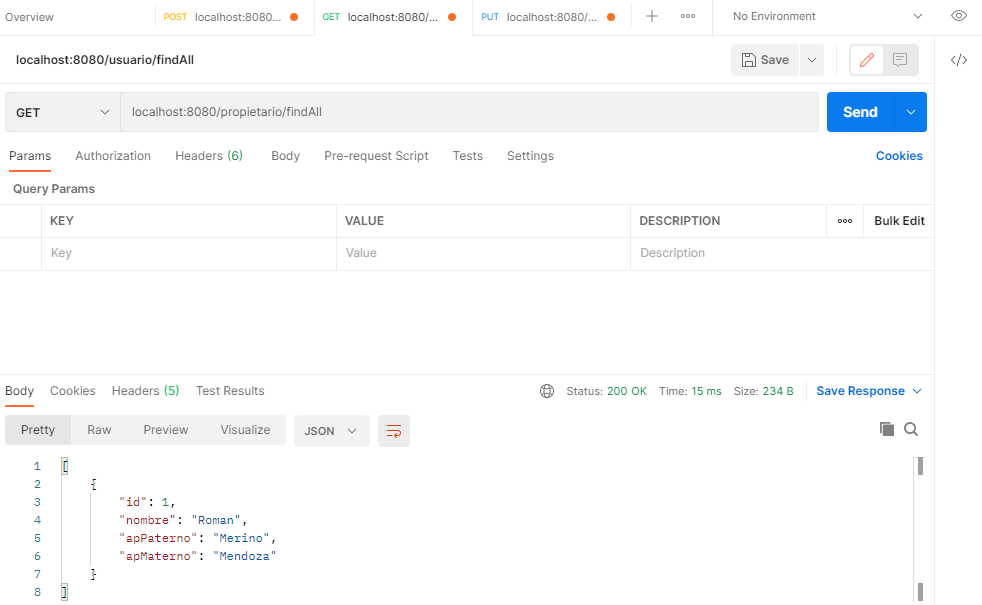 Overview POST localhost:8080... GET localhost:8080/... PUT localhost:8080/... No Environment
localhost:8080/usuario/findAll Save
GET localhost:8080/propietario/findAll Send
Params Authorization Headers (6) Body Pre-request Script Tests Settings Cookies
Query Params
KEY VALUE DESCRIPTION Bulk Edit
Key Value Description
Body Cookies Headers (5) Test Results Status: 200 OK Time: 15 ms Size: 234 B Save Response
Pretty Raw Preview Visualize JSON
1 [
2 {
3 "id": 1,
4 "nombre": "Roman",
5 "apPaterno": "Merino",
6 "apMaterno": "Mendoza"
7 }
8 ]